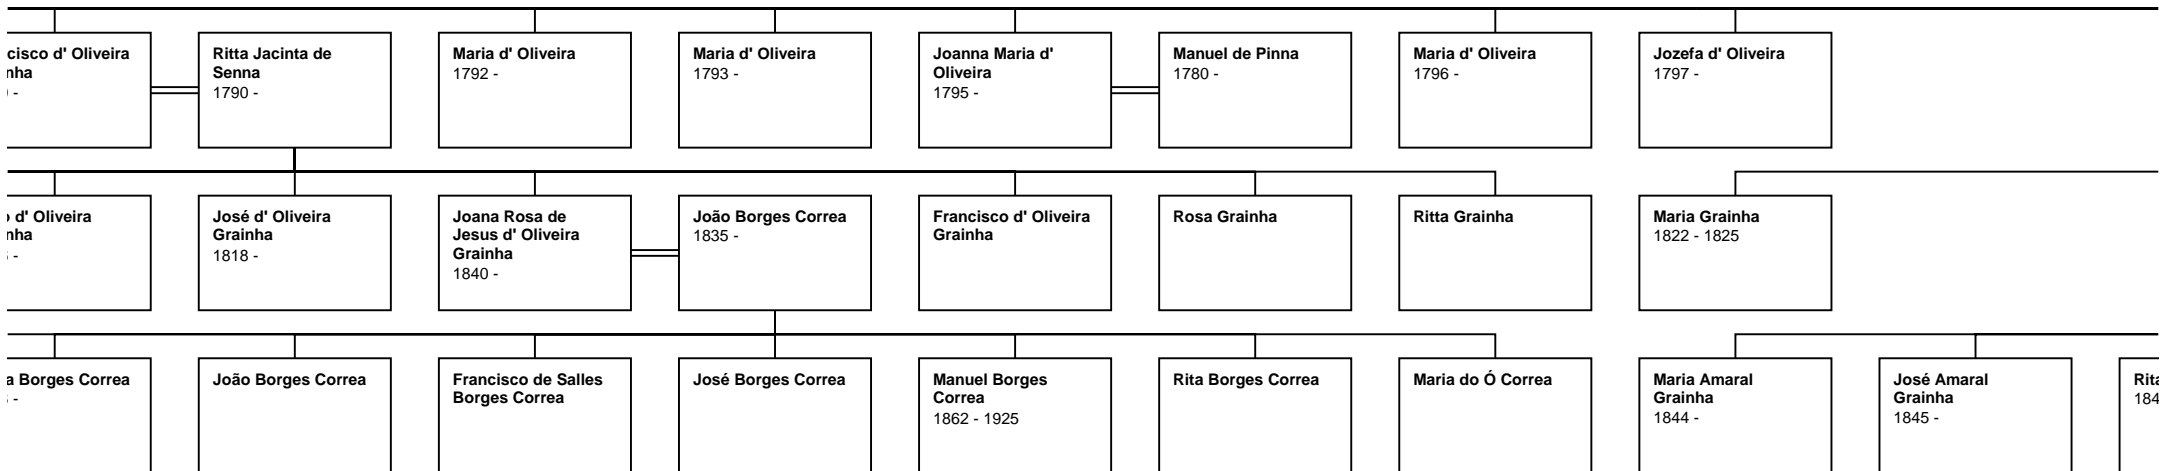 d' Oliveira
Ritta Jacinta de
Senna
1790 -
Maria d' Oliveira
1792 -
Maria d' Oliveira
1793 -
Joanna Maria d'
Oliveira
1795 -
Manuel de Pinna
1780 -
Maria d' Oliveira
1796 -
Jozefa d' Oliveira
1797 -
d' Oliveira
José d' Oliveira
Grainha
1818 -
Joana Rosa de
Jesus d' Oliveira
Grainha
1840 -
João Borges Correa
1835 -
Francisco d' Oliveira
Grainha
Rosa Grainha
Ritta Grainha
Maria Grainha
1822 - 1825
Borges Correa
João Borges Correa
Francisco de Salles
Borges Correa
José Borges Correa
Manuel Borges
Correa
1862 - 1925
Rita Borges Correa
Maria do Ó Correa
Maria Amaral
Grainha
1844 -
José Amaral
Grainha
1845 -